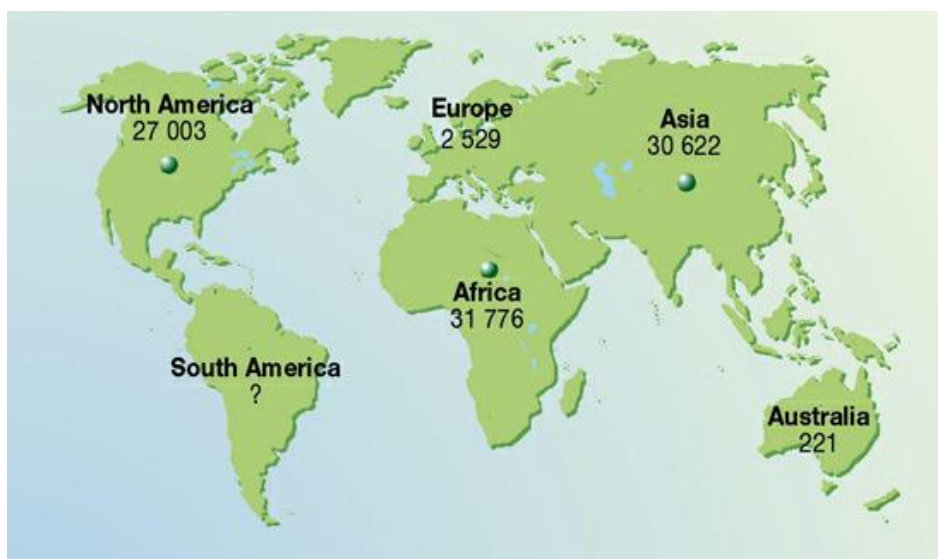 North America
27 003
Europe
2 529
Asia
30 622
Africa
31 776
South America
?
Australia
221